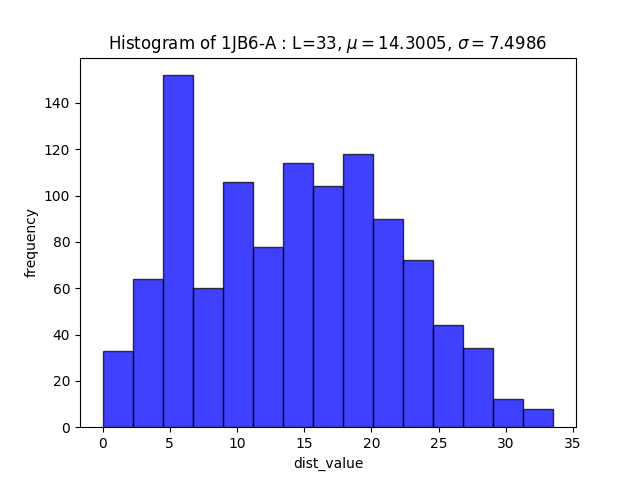 Histogram of 1JB6-A : L=33, μ = 14.3005, σ = 7.4986
140
120
100
80
60
40
20
0
frequency
0 5 10 15 20 25 30 35
dist_value